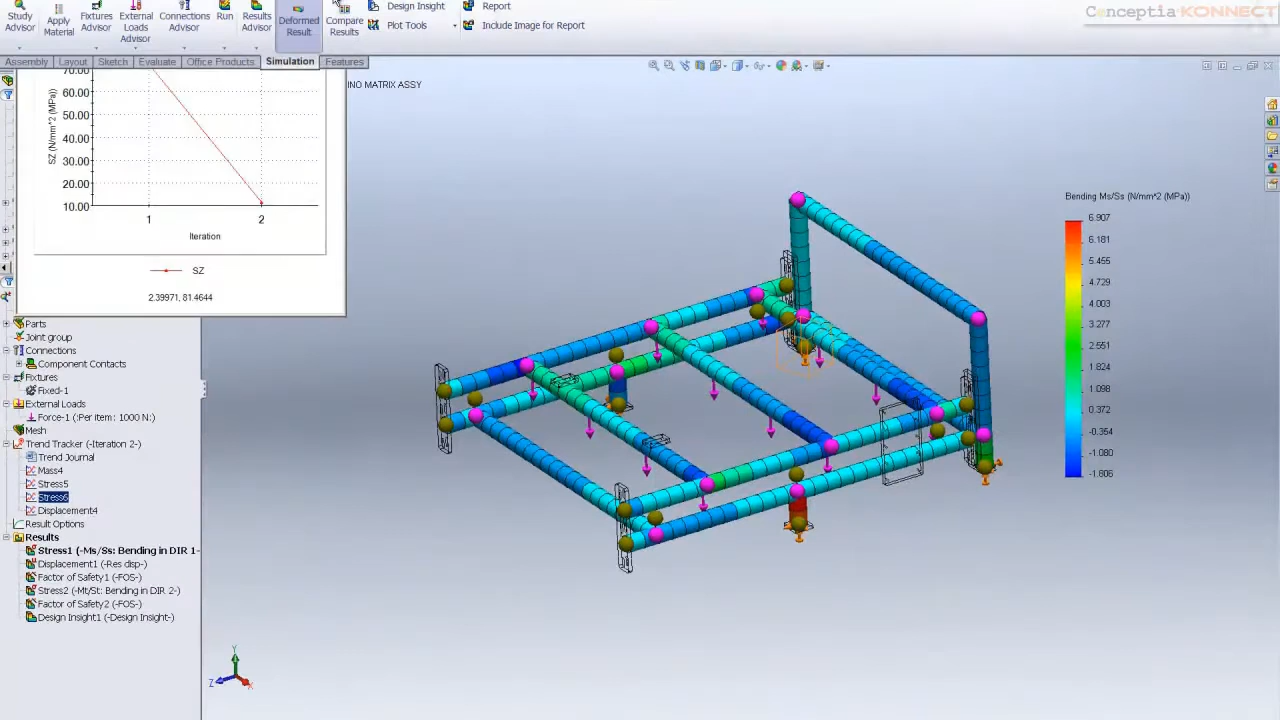 Conceptia KONNECT
Study Advisor
Apply Material
Fixtures Advisor
External Loads Advisor
Connections Advisor
Run
Results Advisor
Deformed Result
Compare Results
Design Insight
Plot Tools
Report
Include Image for Report
Assembly
Layout
Sketch
Evaluate
Office Products
Simulation
Features
INO MATRIX ASSY
70.00
60.00
50.00
40.00
30.00
20.00
10.00
SZ (N/mm^2 (MPa))
1
2
Iteration
SZ
2.39971, 81.4644
Parts
Joint group
Connections
Component Contacts
Fixtures
Fixed-1
External Loads
Force-1 (:Per item: 1000 N:)
Mesh
Trend Tracker (-Iteration 2-)
Trend Journal
Mass4
Stress5
Stress6
Displacement4
Result Options
Results
Stress1 (-Ms/Ss: Bending in DIR 1-
Displacement1 (-Res disp-)
Factor of Safety1 (-FOS-)
Stress2 (-Mt/St: Bending in DIR 2-)
Factor of Safety2 (-FOS-)
Design Insight1 (-Design Insight-)
Bending Ms/Ss (N/mm^2 (MPa))
6.907
6.181
5.455
4.729
4.003
3.277
2.551
1.824
1.098
0.372
-0.354
-1.080
-1.806
Y
Z
X